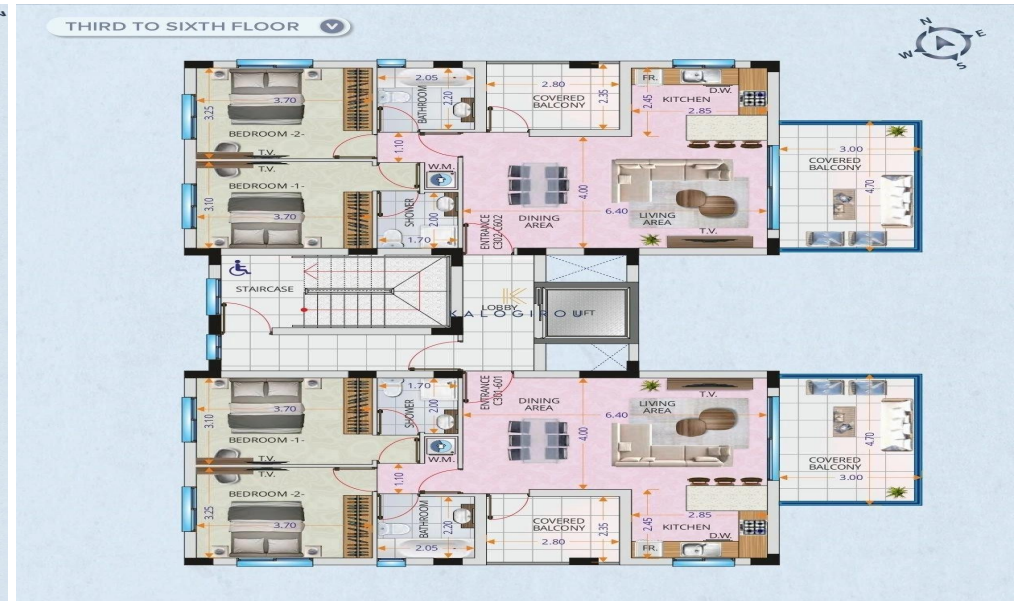 THIRD TO SIXTH FLOOR
N
E
W
S
2.05
2.20
BATHROOM
2.80
2.35
COVERED
BALCONY
FR.
D.W.
KITCHEN
2.45
2.85
3.70
3.25
BEDROOM -2-
T.V.
1.10
W.M.
3.00
COVERED
BALCONY
4.70
T.V.
BEDROOM -1-
3.10
3.70
SHOWER
2.00
1.70
ENTRANCE
C302-C602
DINING
AREA
4.00
6.40
LIVING
AREA
T.V.
STAIRCASE
LOBBY
KALOGIROU
LIFT
1.70
SHOWER
2.00
ENTRANCE
C301-601
DINING
AREA
4.00
6.40
LIVING
AREA
T.V.
3.70
3.10
BEDROOM -1-
T.V.
W.M.
4.70
COVERED
BALCONY
3.00
T.V.
BEDROOM -2-
3.25
3.70
1.10
BATHROOM
2.20
2.05
COVERED
BALCONY
2.80
2.35
2.45
2.85
KITCHEN
D.W.
FR.